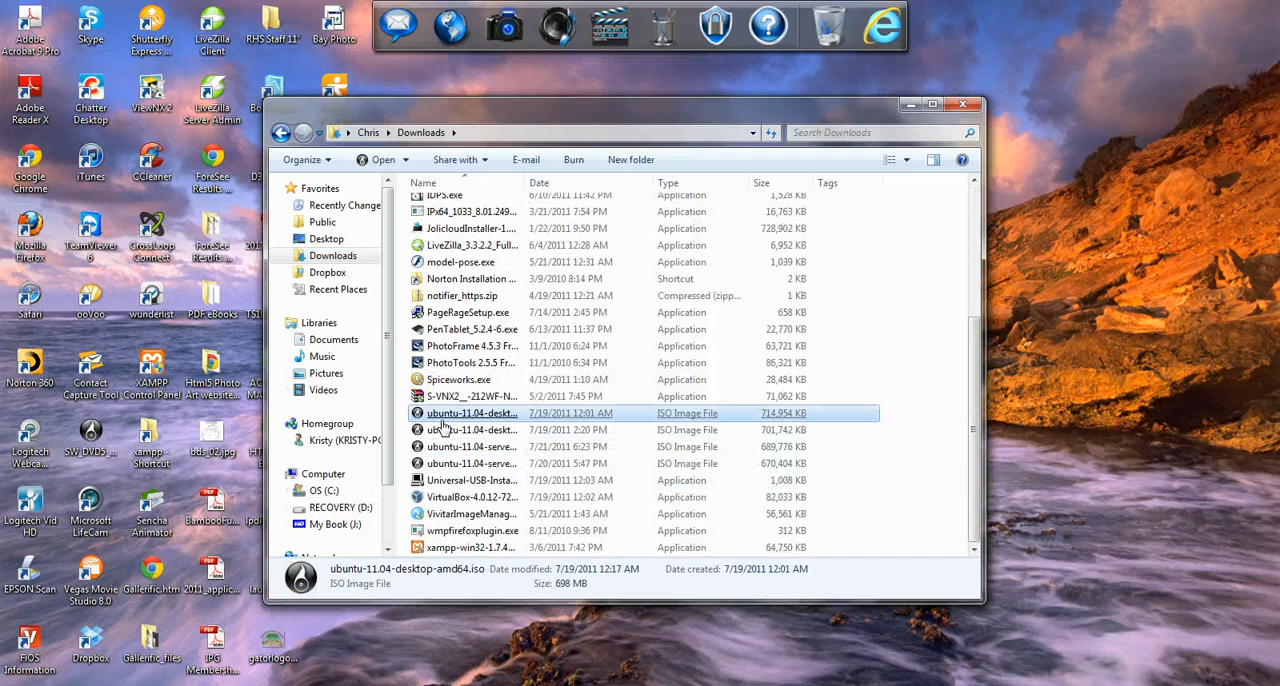 Adobe Acrobat 9 Pro
Skype
Shutterfly Express ...
LiveZilla Client
RHS Staff 11'
Bay Photo
Adobe Reader X
Chatter Desktop
ViewNX 2
LiveZilla Server Admin
Google Chrome
iTunes
CCleaner
ForeSee Results ...
Mozilla Firefox
TeamViewer 6
CrossLoop Connect
ForeSee Results ...
Safari
ooVoo
wunderlist
PDF eBooks
Norton 360
Contact Capture Tool
XAMPP Control Panel
Html5 Photo Art website...
Logitech Webca...
SW_DVD5_...
xampp - Shortcut
bds_02.jpg
Logitech Vid HD
Microsoft LifeCam
Sencha Animator
BambooFu...
EPSON Scan
Vegas Movie Studio 8.0
Gallerific.htm
2011_applic...
FiOS Information
Dropbox
Gallerific_files
IPG Membersh...
gatorlogo...
Chris
Downloads
Search Downloads
Organize
Open
Share with
E-mail
Burn
New folder
Favorites
Recently Change
Public
Desktop
Downloads
Dropbox
Recent Places
Libraries
Documents
Music
Pictures
Videos
Homegroup
Kristy (KRISTY-PC
Computer
OS (C:)
RECOVERY (D:)
My Book (J:)
Name Date Type Size Tags
IDPS.exe 6/10/2011 11:42 PM Application 1,528 KB
IPx64_1033_8.01.249... 3/21/2011 7:54 PM Application 16,763 KB
JolicloudInstaller-1.... 1/22/2011 9:50 PM Application 728,902 KB
LiveZilla_3.3.2.2_Full... 6/4/2011 12:28 AM Application 6,952 KB
model-pose.exe 5/21/2011 12:31 AM Application 1,039 KB
Norton Installation ... 3/9/2010 8:14 PM Shortcut 2 KB
notifier_https.zip 4/19/2011 12:21 AM Compressed (zipp... 1 KB
PageRageSetup.exe 7/14/2011 2:45 PM Application 658 KB
PenTablet_5.2.4-6.exe 6/13/2011 11:37 PM Application 22,770 KB
PhotoFrame 4.5.3 Fr... 11/1/2010 6:24 PM Application 63,721 KB
PhotoTools 2.5.5 Fr... 11/1/2010 6:34 PM Application 86,321 KB
Spiceworks.exe 4/19/2011 1:10 AM Application 28,484 KB
S-VNX2__-212WF-N... 5/2/2011 7:45 PM Application 71,062 KB
ubuntu-11.04-deskt... 7/19/2011 12:01 AM ISO Image File 714,954 KB
ubuntu-11.04-deskt... 7/19/2011 2:20 PM ISO Image File 701,742 KB
ubuntu-11.04-serve... 7/21/2011 6:23 PM ISO Image File 689,776 KB
ubuntu-11.04-serve... 7/20/2011 5:47 PM ISO Image File 670,404 KB
Universal-USB-Insta... 7/19/2011 12:03 AM Application 1,008 KB
VirtualBox-4.0.12-72... 7/19/2011 12:02 AM Application 82,033 KB
VivitarImageManag... 5/21/2011 1:43 AM Application 56,561 KB
wmpfirefoxplugin.exe 8/11/2010 9:36 PM Application 312 KB
xampp-win32-1.7.4... 3/6/2011 7:42 PM Application 64,750 KB
ubuntu-11.04-desktop-amd64.iso Date modified: 7/19/2011 12:17 AM Date created: 7/19/2011 12:01 AM
ISO Image File Size: 698 MB